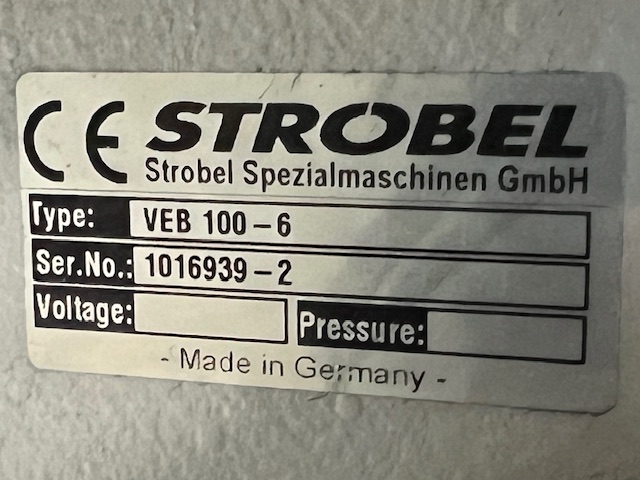 CE STROBEL
Strobel Spezialmaschinen GmbH
Type: VEB 100-6
Ser.No.: 1016939-2
Voltage: Pressure:
- Made in Germany -